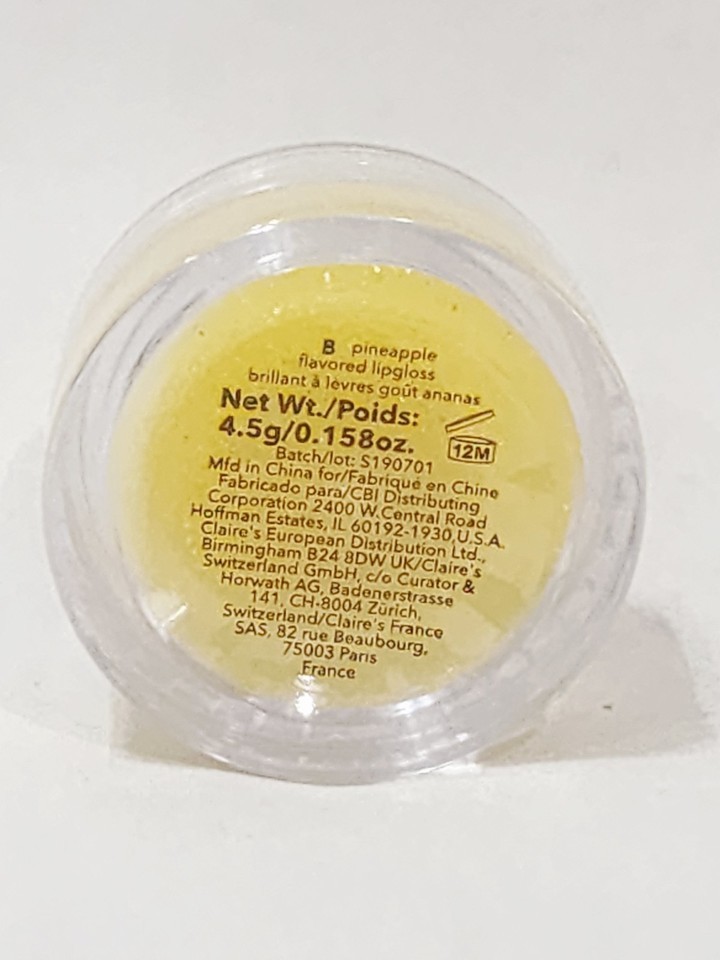 B pineapple
flavored lipgloss
brillant à lèvres goût ananas
Net Wt./Poids:
4.5g/0.158oz.
12M
Batch/lot: S190701
Mfd in China for/Fabriqué en Chine
Fabricado para/CBI Distributing
Corporation 2400 W.Central Road
Hoffman Estates, IL 60192-1930,U.S.A.
Claire's European Distribution Ltd.,
Birmingham B24 8DW UK/Claire's
Switzerland GmbH, c/o Curator &
Horwath AG, Badenerstrasse
141, CH-8004 Zürich,
Switzerland/Claire's France
SAS, 82 rue Beaubourg,
75003 Paris
France